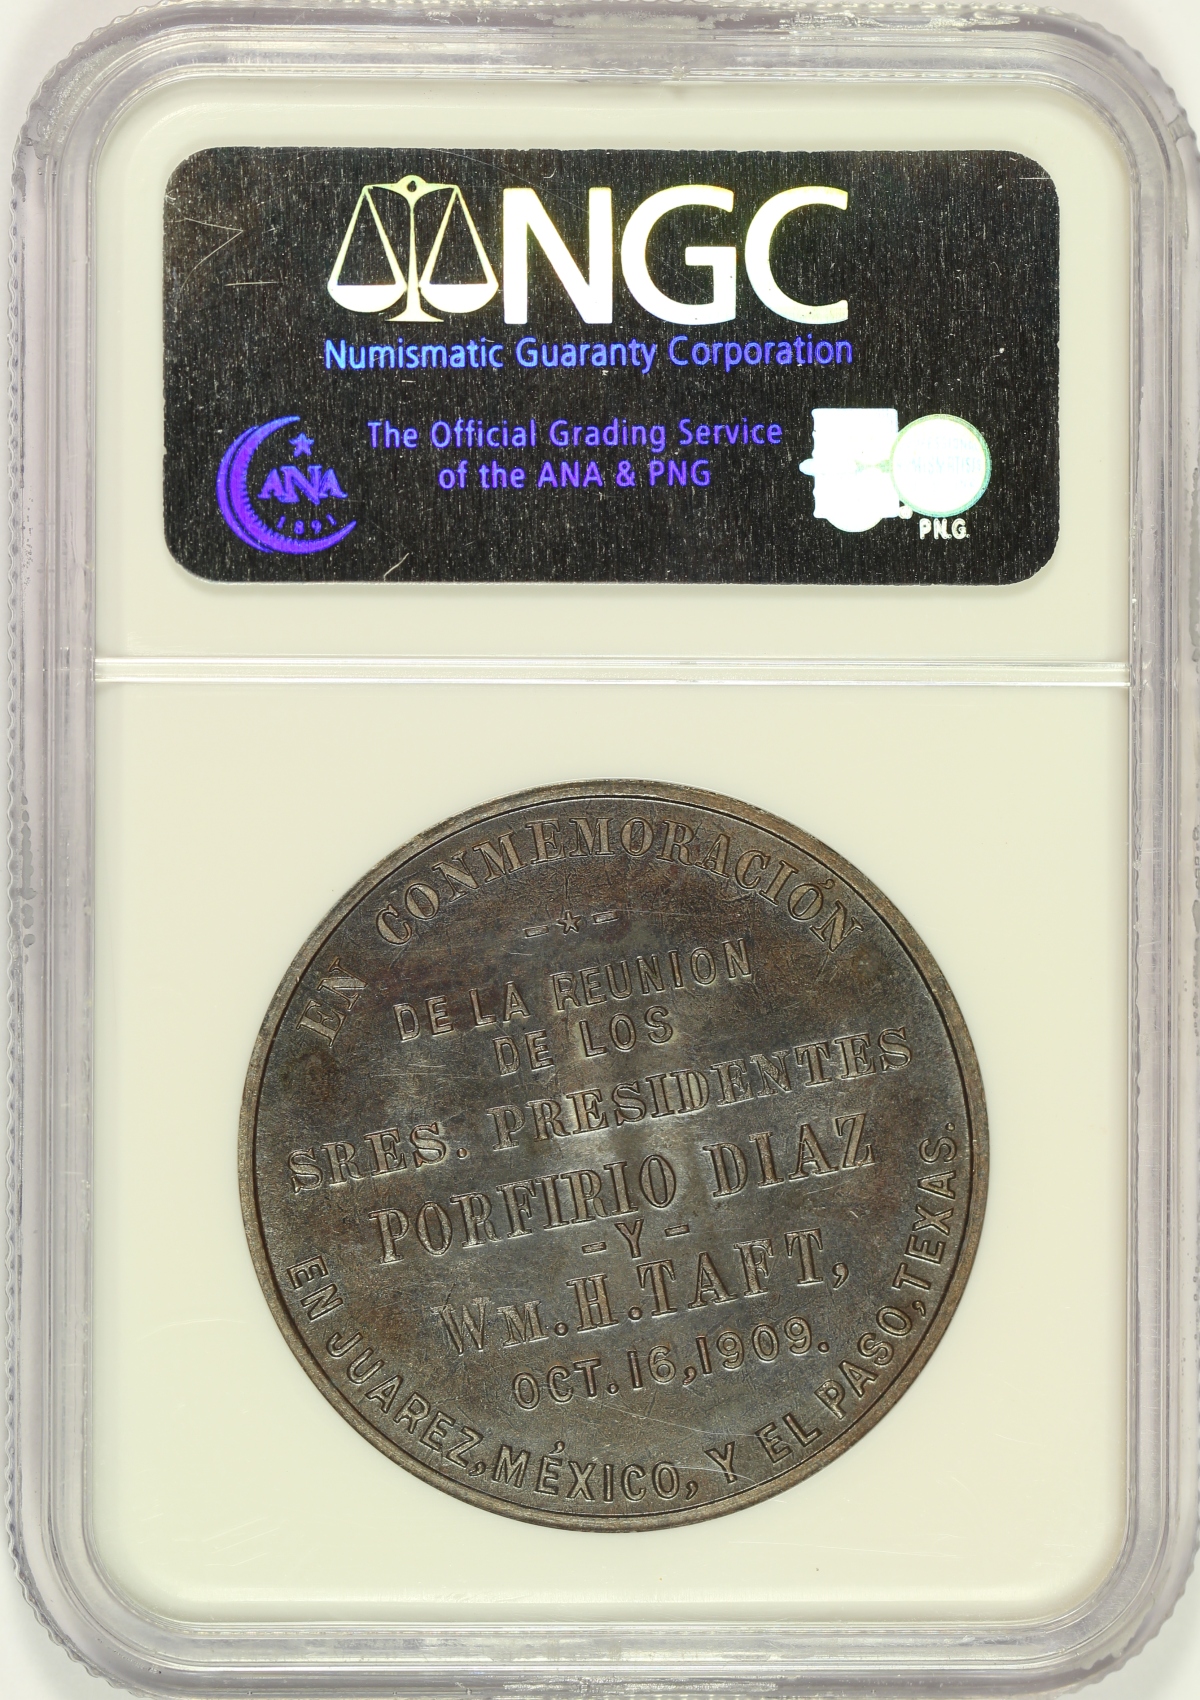 NGC
Numismatic Guaranty Corporation
The Official Grading Service
of the ANA & PNG
ANA
1891
P.N.G.
EN CONMEMORACIÓN
DE LA REUNION
DE LOS
SRES. PRESIDENTES
PORFIRIO DIAZ
-Y-
WM. H. TAFT,
OCT. 16, 1909.
EN JUAREZ, MÉXICO, Y EL PASO, TEXAS.